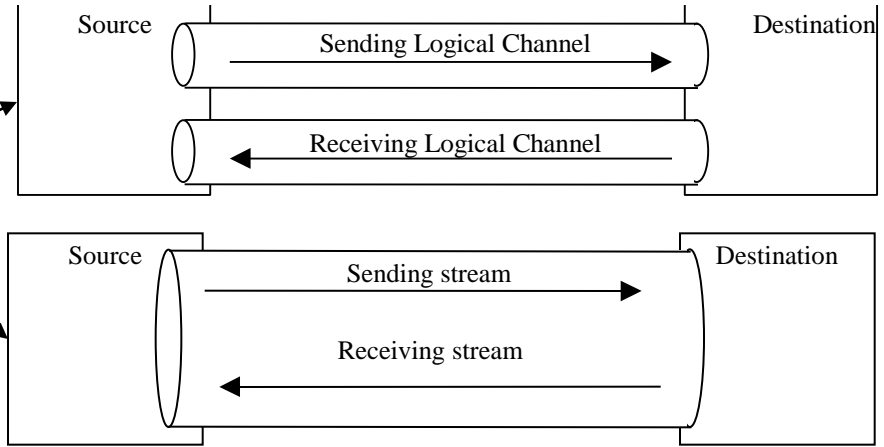 Source
Destination
Sending Logical Channel
Receiving Logical Channel
Source
Destination
Sending stream
Receiving stream